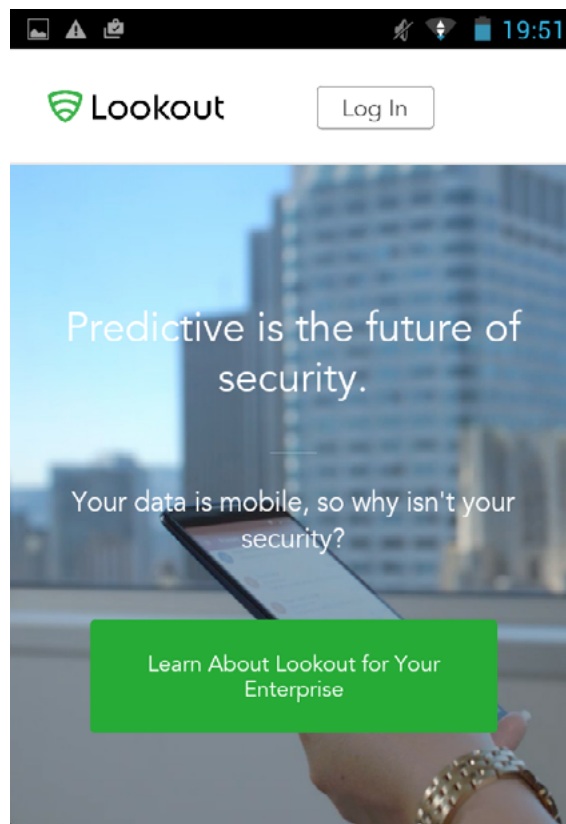 19:51
Lookout
Log In
Predictive is the future of
security.
Your data is mobile, so why isn't your
security?
Learn About Lookout for Your
Enterprise